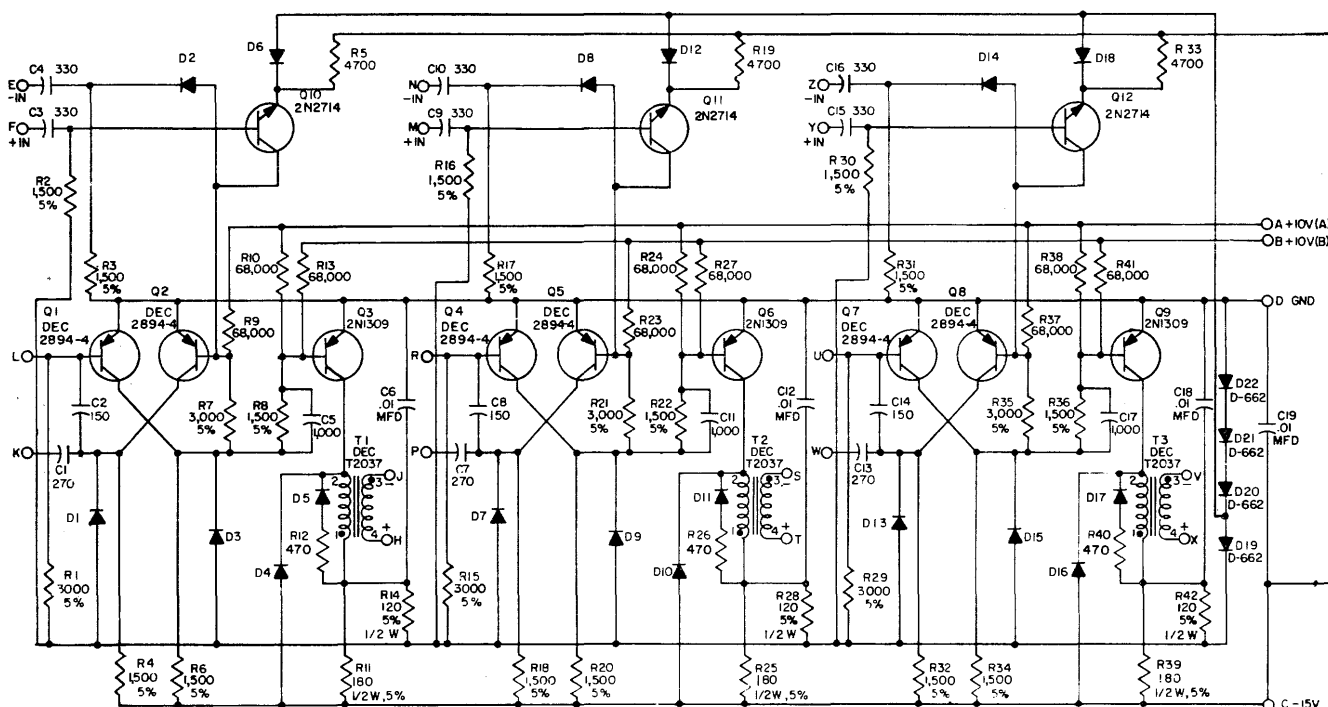 C4 330
E
-IN
C3 330
F
+IN
D2
D6
R5
4700
Q10
2N2714
C10 330
N
-IN
C9 330
M
+IN
D8
D12
R19
4700
Q11
2N2714
C16 330
Z
-IN
C15 330
Y
+IN
D14
D18
R 33
4700
Q12
2N2714
R2
1,500
5%
R16
1,500
5%
R30
1,500
5%
A +10V(A)
B +10V(B)
D GND
R3
1,500
5%
R10
68,000
R13
68,000
R17
1,500
5%
R24
68,000
R27
68,000
R31
1,500
5%
R38
68,000
R41
68,000
Q1
DEC
2894-4
Q2
DEC
2894-4
R9
68,000
Q3
2N1309
Q4
DEC
2894-4
Q5
DEC
2894-4
R23
68,000
Q6
2N1309
Q7
DEC
2894-4
Q8
DEC
2894-4
R37
68,000
Q9
2N1309
L
R
U
C2
150
R7
3,000
5%
R8
1,500
5%
C5
1,000
C6
.01
MFD
C8
150
R21
3,000
5%
R22
1,500
5%
C11
1,000
C12
.01
MFD
C14
150
R35
3,000
5%
R36
1,500
5%
C17
1,000
C18
.01
MFD
D22
D-662
D21
D-662
D20
D-662
D19
D-662
C19
.01
MFD
K
C1
270
P
C7
270
W
C13
270
T1
DEC
T2037
2 3 J
-
+
1 4 H
T2
DEC
T2037
2 3 S
-
+
1 4 T
T3
DEC
T2037
2 3 V
-
+
1 4 X
D1
D3
D5
R12
470
D4
D7
D9
D11
R26
470
D10
D13
D15
D17
R40
470
D16
R1
3000
5%
R14
120
5%
1/2 W
R15
3000
5%
R28
120
5%
1/2 W
R29
3000
5%
R42
120
5%
1/2 W
R4
1,500
5%
R6
1,500
5%
R11
180
1/2W, 5%
R18
1,500
5%
R20
1,500
5%
R25
180
1/2W, 5%
R32
1,500
5%
R34
1,500
5%
R39
180
1/2W, 5%
C -15V